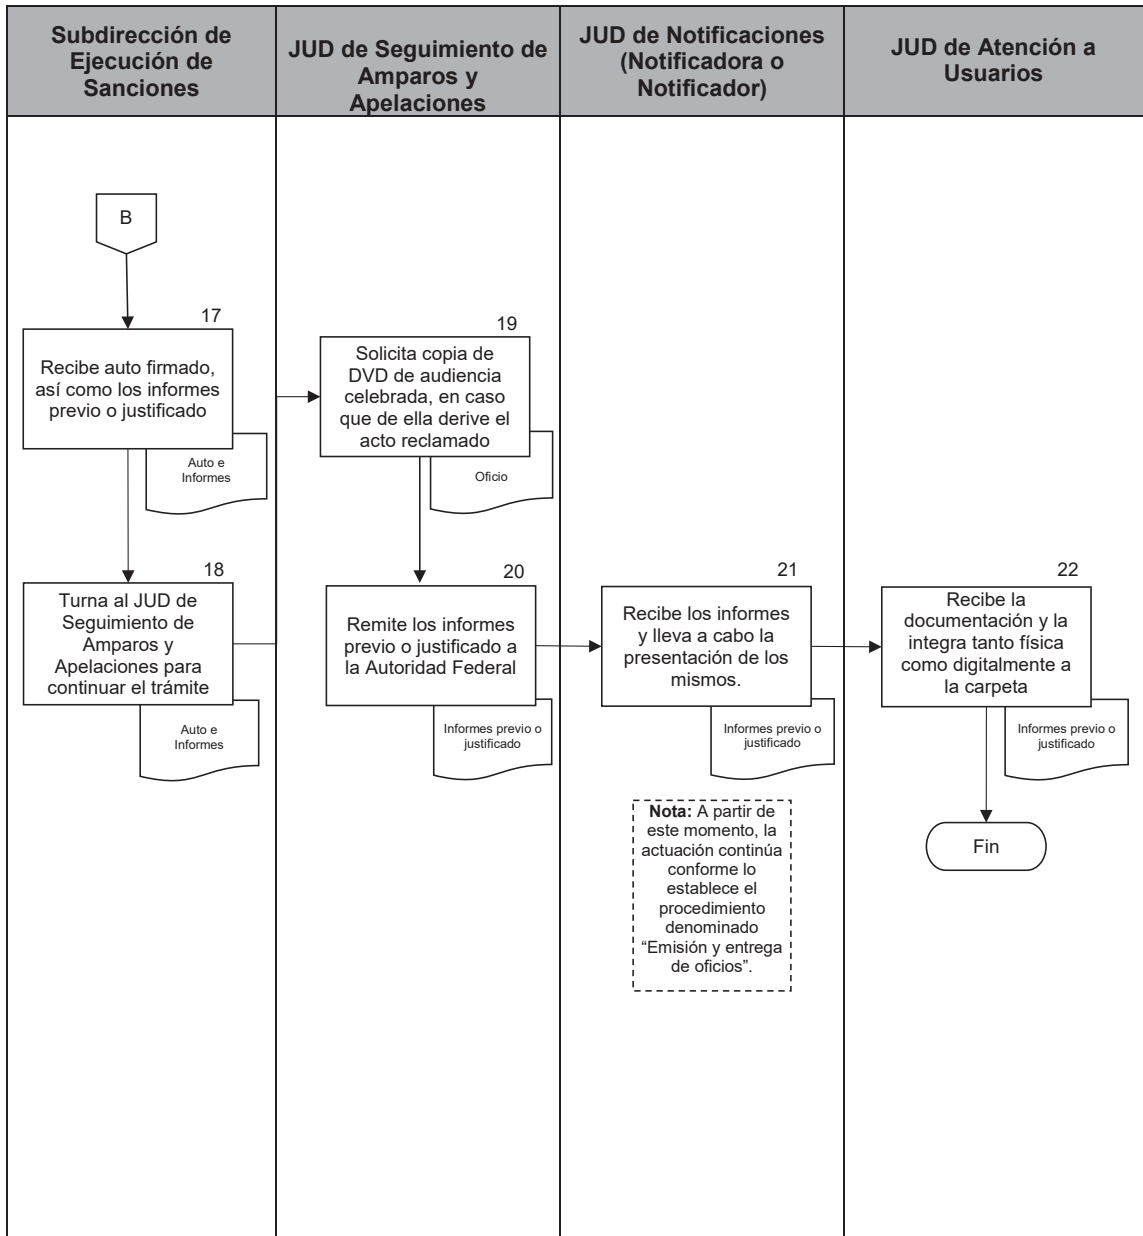 Subdirección de
Ejecución de
Sanciones
JUD de Seguimiento de
Amparos y
Apelaciones
JUD de Notificaciones
(Notificadora o
Notificador)
JUD de Atención a
Usuarios
B
17
Recibe auto firmado,
así como los informes
previo o justificado
Auto e
Informes
18
Turna al JUD de
Seguimiento de
Amparos y
Apelaciones para
continuar el trámite
Auto e
Informes
19
Solicita copia de
DVD de audiencia
celebrada, en caso
que de ella derive el
acto reclamado
Oficio
20
Remite los informes
previo o justificado a
la Autoridad Federal
Informes previo o
justificado
21
Recibe los informes
y lleva a cabo la
presentación de los
mismos.
Informes previo o
justificado
Nota: A partir de
este momento, la
actuación continúa
conforme lo
establece el
procedimiento
denominado
“Emisión y entrega
de oficios”.
22
Recibe la
documentación y la
integra tanto física
como digitalmente a
la carpeta
Informes previo o
justificado
Fin